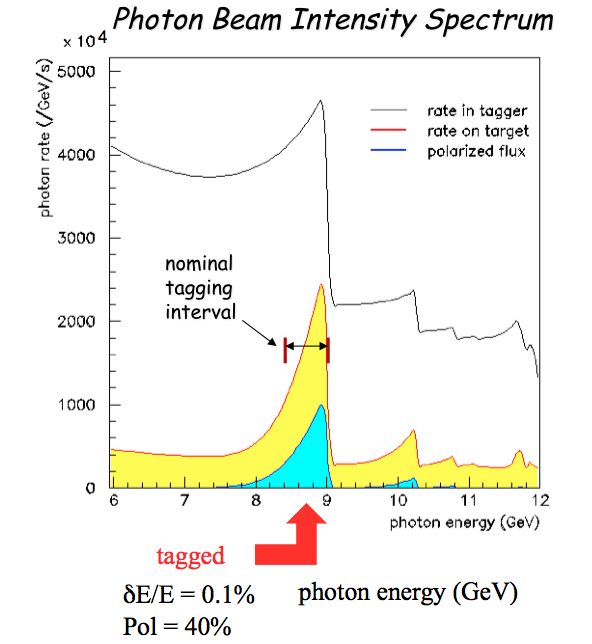 Photon Beam Intensity Spectrum
x 10⁴
photon rate (/GeV/s)
5000
4000
3000
2000
1000
0
rate in tagger
rate on target
polarized flux
nominal
tagging
interval
6 7 8 9 10 11 12
photon energy (GeV)
tagged
δE/E = 0.1% photon energy (GeV)
Pol = 40%